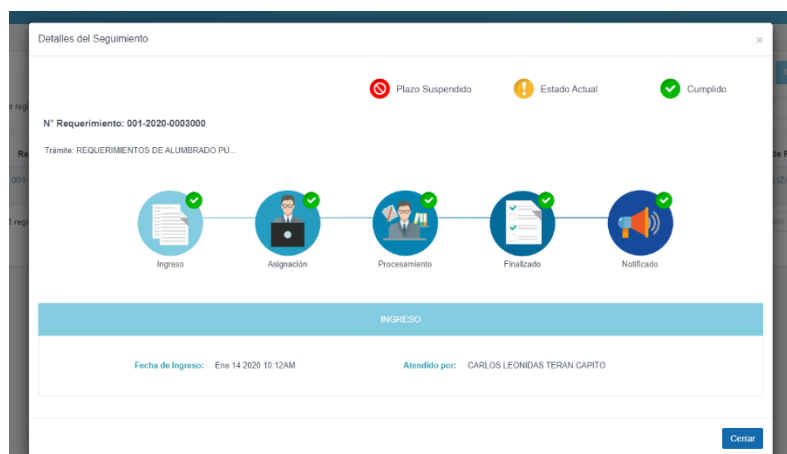 Detalles del Seguimiento ×
Plazo Suspendido Estado Actual Cumplido
N° Requerimiento: 001-2020-0003000
Trámite: REQUERIMIENTOS DE ALUMBRADO PÚ...
Ingreso Asignación Procesamiento Finalizado Notificado
INGRESO
Fecha de Ingreso: Ene 14 2020 10:12AM Atendido por: CARLOS LEONIDAS TERAN CAPITO
Cerrar